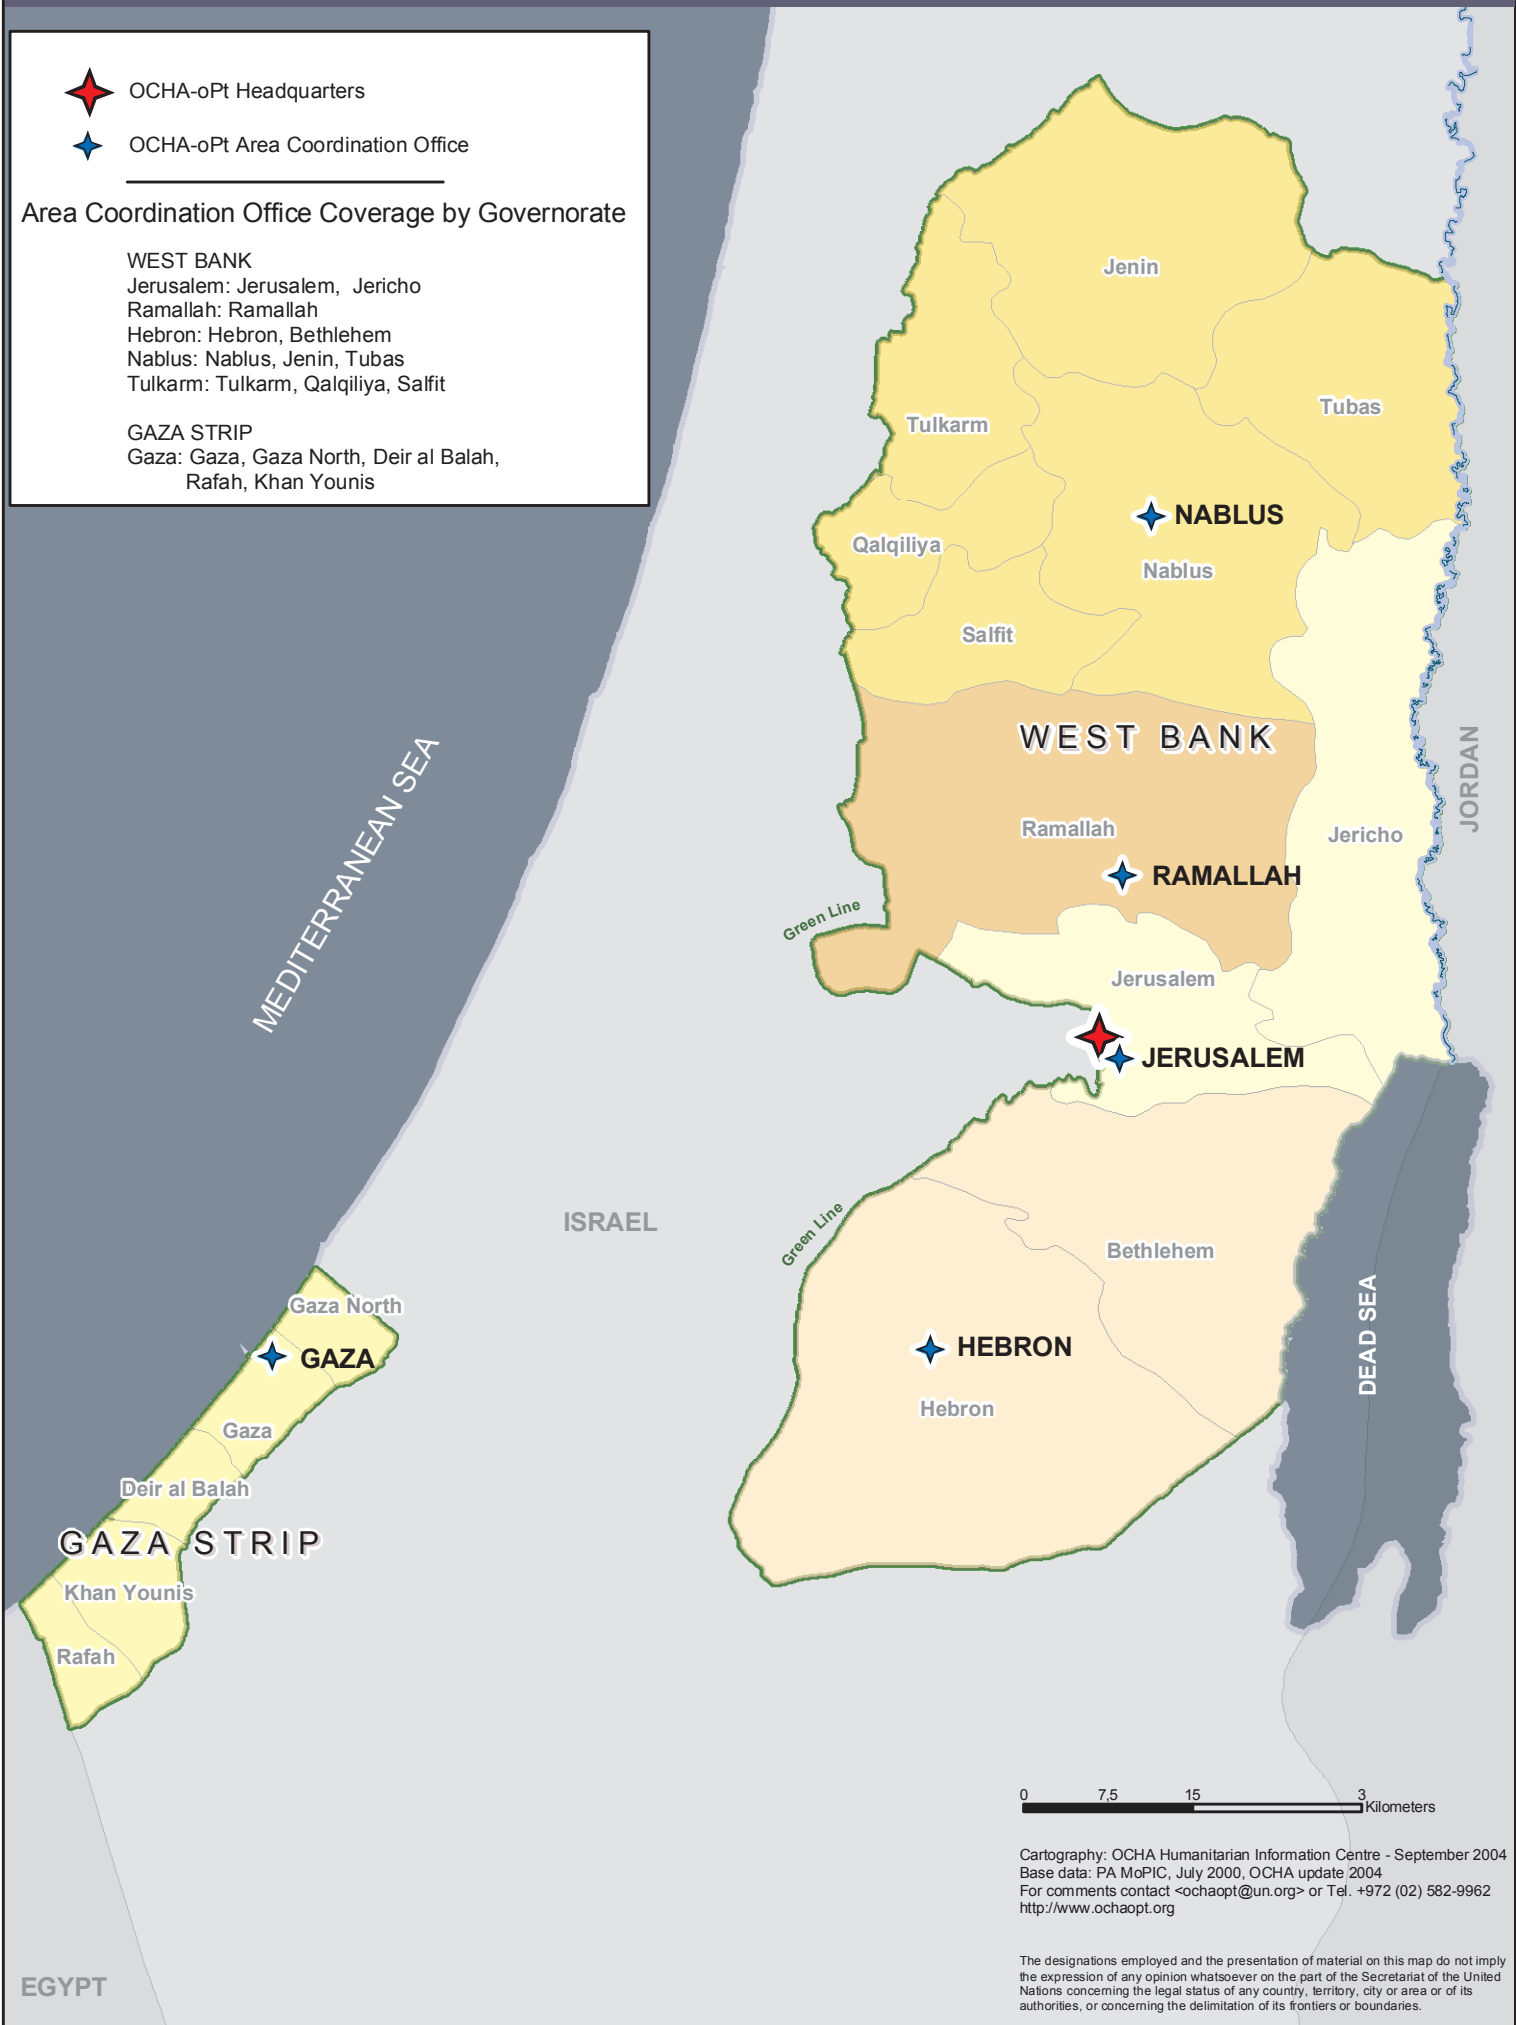 OCHA-oPt Headquarters
OCHA-oPt Area Coordination Office
Area Coordination Office Coverage by Governorate
WEST BANK
Jerusalem: Jerusalem, Jericho
Ramallah: Ramallah
Hebron: Hebron, Bethlehem
Nablus: Nablus, Jenin, Tubas
Tulkarm: Tulkarm, Qalqiliya, Salfit
GAZA STRIP
Gaza: Gaza, Gaza North, Deir al Balah,
Rafah, Khan Younis
Jenin
Tubas
Tulkarm
NABLUS
Qalqiliya
Nablus
Salfit
WEST BANK
JORDAN
MEDITERRANEAN SEA
Ramallah
Jericho
RAMALLAH
Green Line
Jerusalem
JERUSALEM
ISRAEL
Green Line
Bethlehem
DEAD SEA
Gaza North
GAZA
HEBRON
Hebron
Gaza
Deir al Balah
GAZA STRIP
Khan Younis
Rafah
0 7,5 15 3
Kilometers
Cartography: OCHA Humanitarian Information Centre - September 2004
Base data: PA MoPIC, July 2000, OCHA update 2004
For comments contact <ochaopt@un.org> or Tel. +972 (02) 582-9962
http://www.ochaopt.org
The designations employed and the presentation of material on this map do not imply
the expression of any opinion whatsoever on the part of the Secretariat of the United
Nations concerning the legal status of any country, territory, city or area or of its
authorities, or concerning the delimitation of its frontiers or boundaries.
EGYPT